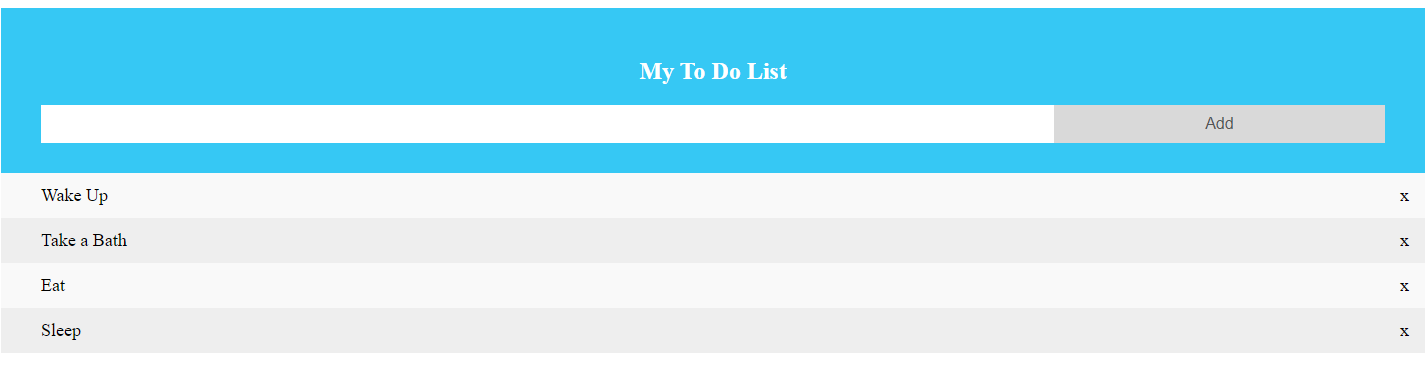 My To Do List
Add
Wake Up x
Take a Bath x
Eat x
Sleep x